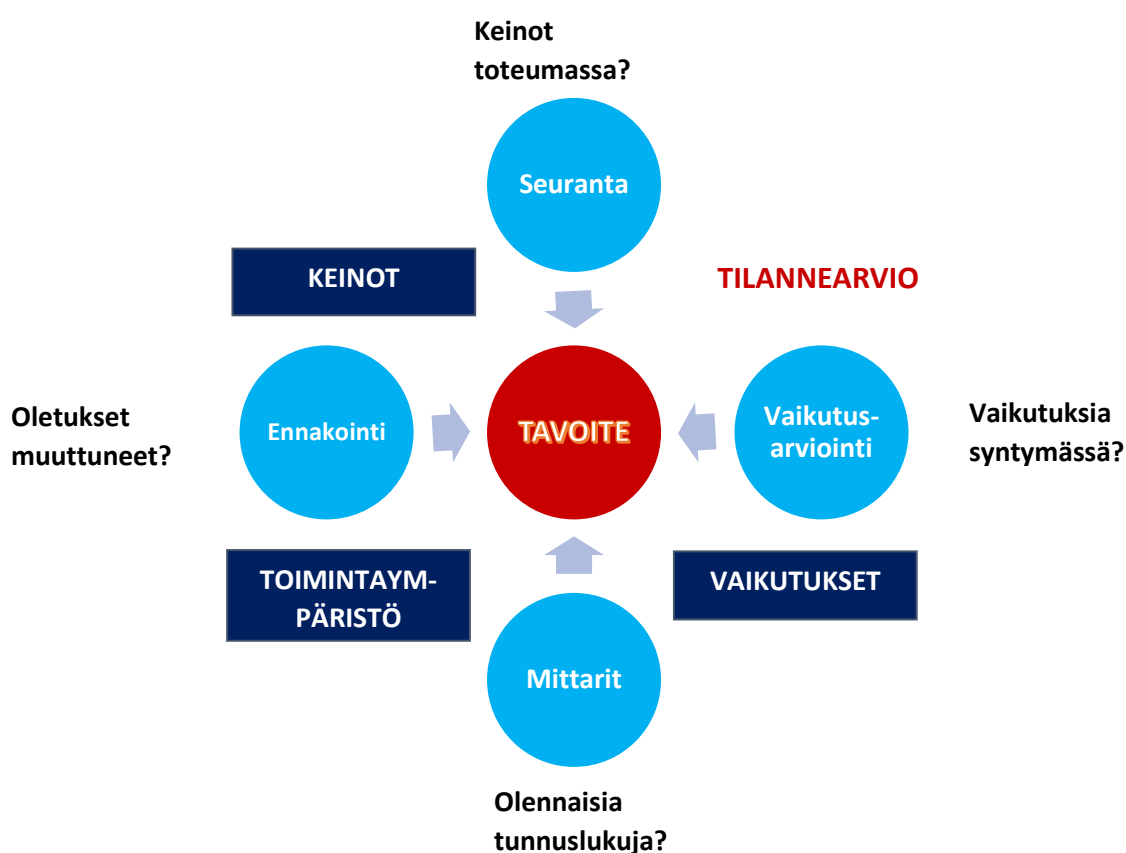 Keinot
toteumassa?
Seuranta
KEINOT
TILANNEARVIO
Oletukset
muuttuneet?
Ennakointi
TAVOITE
Vaikutus-
arviointi
Vaikutuksia
syntymässä?
TOIMINTAYM-
PÄRISTÖ
VAIKUTUKSET
Mittarit
Olennaisia
tunnuslukuja?